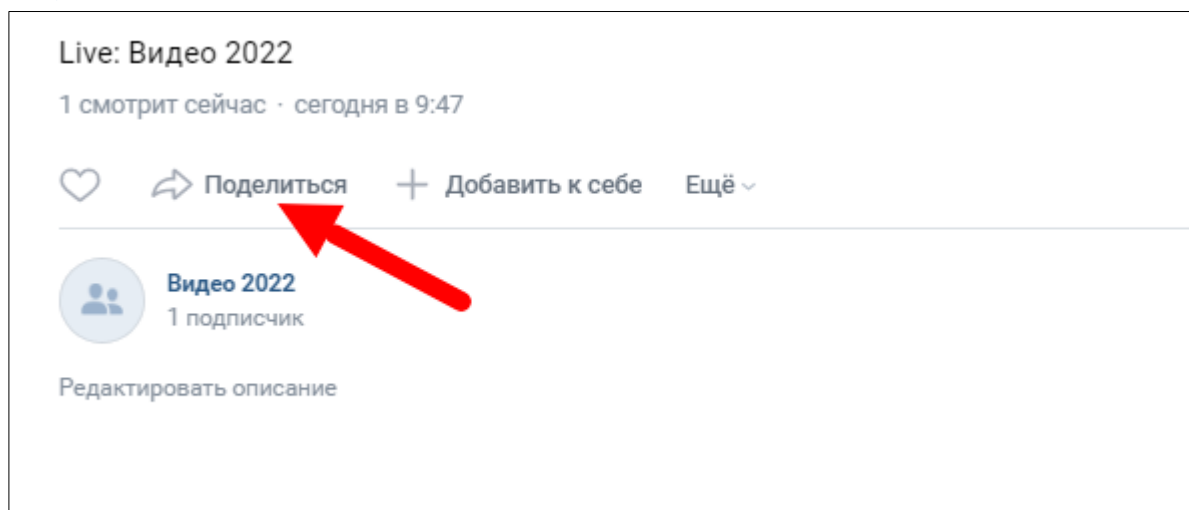 Live: Видео 2022
1 смотрит сейчас · сегодня в 9:47
Поделиться Добавить к себе Ещё
Видео 2022
1 подписчик
Редактировать описание